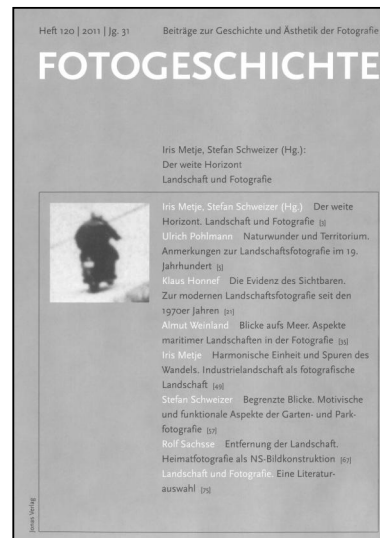 Heft 120 | 2011 | Jg. 31 Beiträge zur Geschichte und Ästhetik der Fotografie
FOTOGESCHICHTE
Iris Metje, Stefan Schweizer (Hg.):
Der weite Horizont
Landschaft und Fotografie
Iris Metje, Stefan Schweizer (Hg.) Der weite
Horizont. Landschaft und Fotografie [5]
Ulrich Pohlmann Naturwunder und Territorium.
Anmerkungen zur Landschaftsfotografie im 19.
Jahrhundert [5]
Klaus Honnef Die Evidenz des Sichtbaren.
Zur modernen Landschaftsfotografie seit den
1970er Jahren [21]
Almut Weinland Blicke aufs Meer. Aspekte
maritimer Landschaften in der Fotografie [35]
Iris Metje Harmonische Einheit und Spuren des
Wandels. Industrielandschaft als fotografische
Landschaft [49]
Stefan Schweizer Begrenzte Blicke. Motivische
und funktionale Aspekte der Garten- und Park-
fotografie [57]
Rolf Sachsse Entfernung der Landschaft.
Heimatfotografie als NS-Bildkonstruktion [67]
Landschaft und Fotografie. Eine Literatur-
auswahl [75]
Jonas Verlag